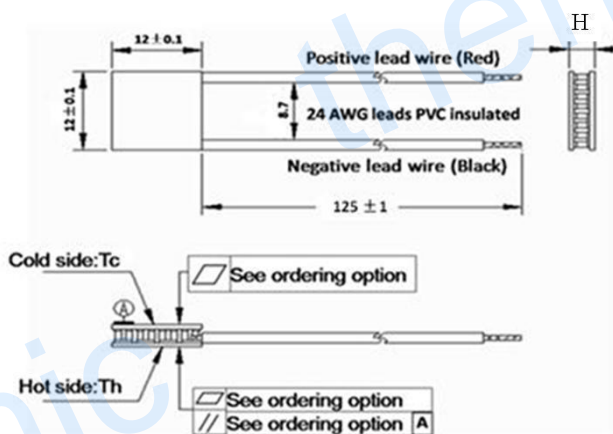 12±0.1
H
Positive lead wire (Red)
12±0.1
8.7
24 AWG leads PVC insulated
Negative lead wire (Black)
125 ±1
Cold side:Tc
See ordering option
A
Hot side:Th
See ordering option
// See ordering option A